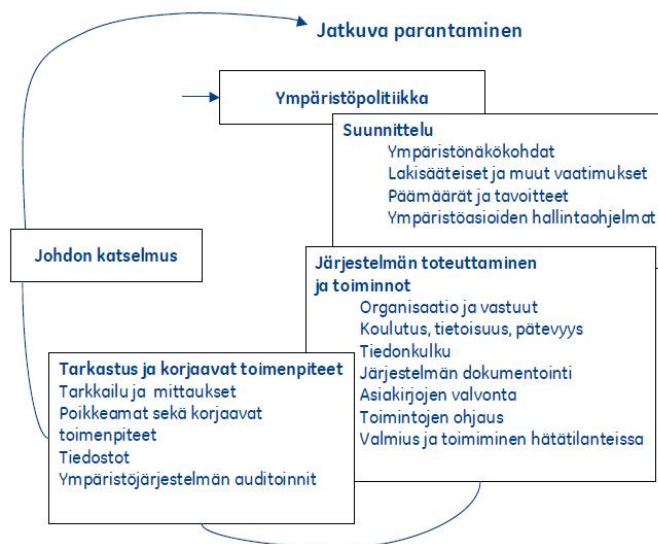 Jatkuva parantaminen
Ympäristöpolitiikka
Suunnittelu
Ympäristönäkökohdat
Lakisääteiset ja muut vaatimukset
Päämäärät ja tavoitteet
Ympäristöasioiden hallintaohjelmat
Johdon katselmus
Järjestelmän toteuttaminen
ja toiminnot
Organisaatio ja vastuut
Koulutus, tietoisuus, pätevyys
Tiedonkulku
Järjestelmän dokumentointi
Asiakirjojen valvonta
Toimintojen ohjaus
Valmius ja toimiminen hätätilanteissa
Tarkastus ja korjaavat toimenpiteet
Tarkkailu ja mittaukset
Poikkeamat sekä korjaavat
toimenpiteet
Tiedostot
Ympäristöjärjestelmän auditoinnit